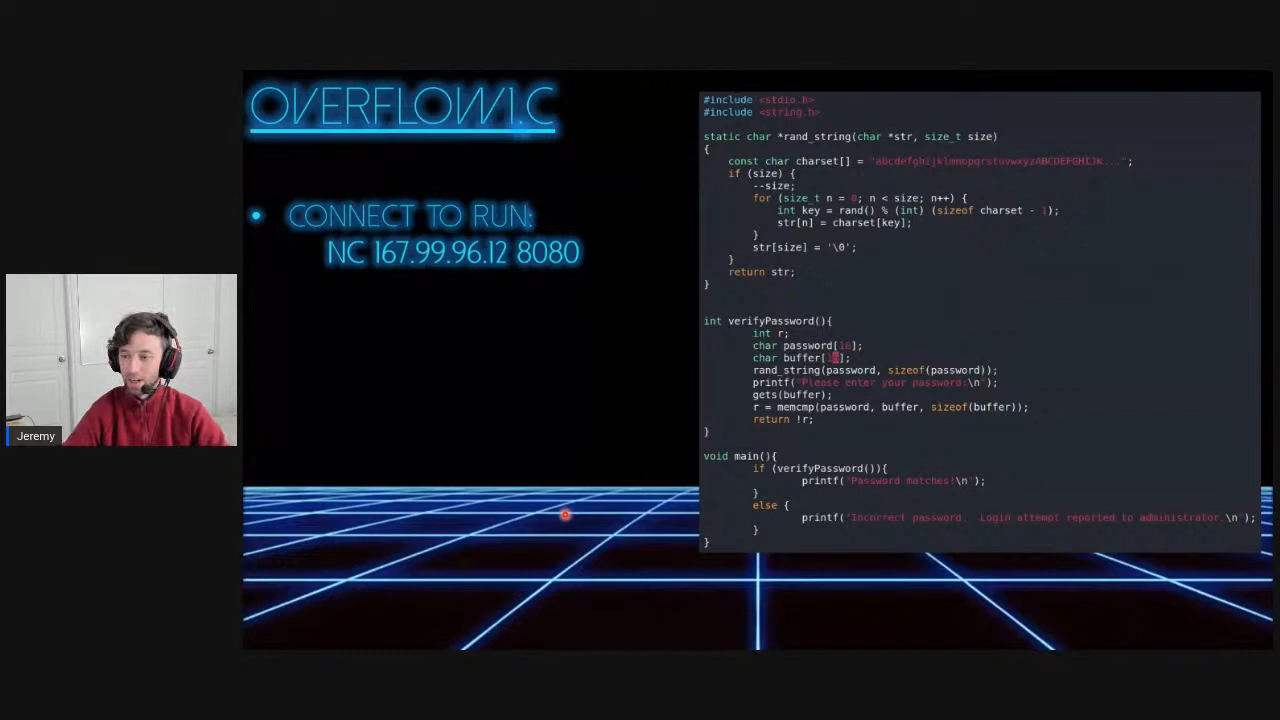 OVERFLOW1.C
• CONNECT TO RUN:
NC 167.99.96.12 8080
#include <stdio.h>
#include <string.h>
static char *rand_string(char *str, size_t size)
{
const char charset[] = "abcdefghijklmnopqrstuvwxyzABCDEFGHIJK...";
if (size) {
--size;
for (size_t n = 0; n < size; n++) {
int key = rand() % (int) (sizeof charset - 1);
str[n] = charset[key];
}
str[size] = '\0';
}
return str;
}
int verifyPassword(){
int r;
char password[16];
char buffer[16];
rand_string(password, sizeof(password));
printf("Please enter your password:\n");
gets(buffer);
r = memcmp(password, buffer, sizeof(buffer));
return !r;
}
void main(){
if (verifyPassword()){
printf("Password matches!\n");
}
else {
printf("Incorrect password.  Login attempt reported to administrator.\n");
}
}
Jeremy